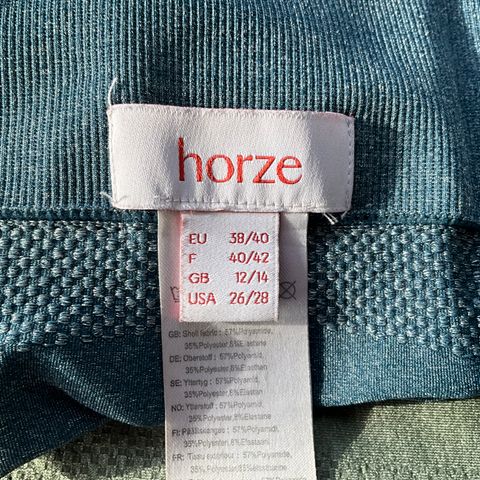 horze
EU 38/40
F 40/42
GB 12/14
USA 26/28
GB: Shell fabric: 57%Polyamide,
35%Polyester,8%Elastane
DE: Oberstoff: 57%Polyamid,
35%Polyester,8%Elasthan
SE: Yttertyg: 57%Polyamid,
35%Polyester,8%Elastan
NO: Ytterstoff: 57%Polyamid,
35%Polyester,8%Elastane
FI: Päällikangas: 57%Polyamidi,
35%Polyesteri,8%Elastaani
FR: Tissu extérieur: 57%Polyamide,
35%Polyester,8%Elasthanne